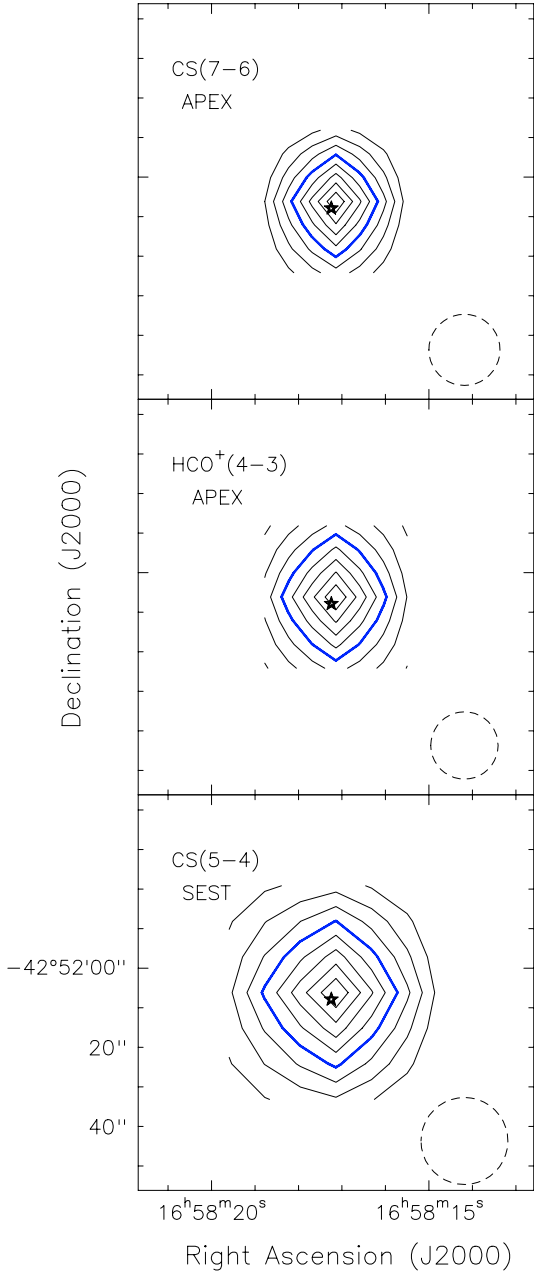 CS(7−6)
APEX
HCO⁺(4−3)
APEX
Declination (J2000)
CS(5−4)
SEST
−42°52'00''
20''
40''
16ʰ58ᵐ20ˢ 16ʰ58ᵐ15ˢ
Right Ascension (J2000)